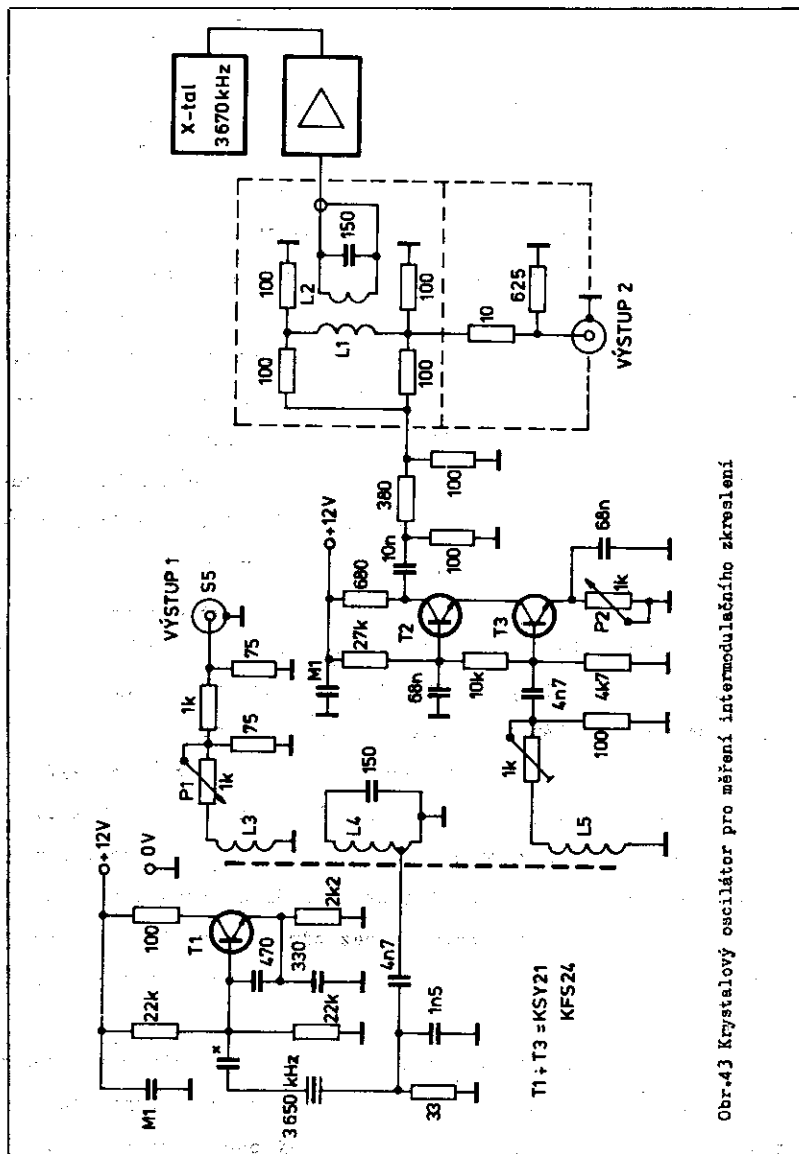 X-tal
3670kHz
+12V
0V
M1
22k
100
T1
470
330
2k2
22k
x
3650 kHz
33
1n5
4n7
T1 ÷ T3 = KSY21
KFS24
VÝSTUP 1
S5
P1
1k
1k
75
75
L3
L4
150
L5
+12V
M1
27k
680
T2
68n
10k
T3
4n7
1k
100
4k7
P2
1k
68n
10n
100
380
100
100
100
L2
150
L1
100
100
10
625
VÝSTUP 2
Obr.43 Krystalový oscilátor pro měření intermodulačního zkreslení